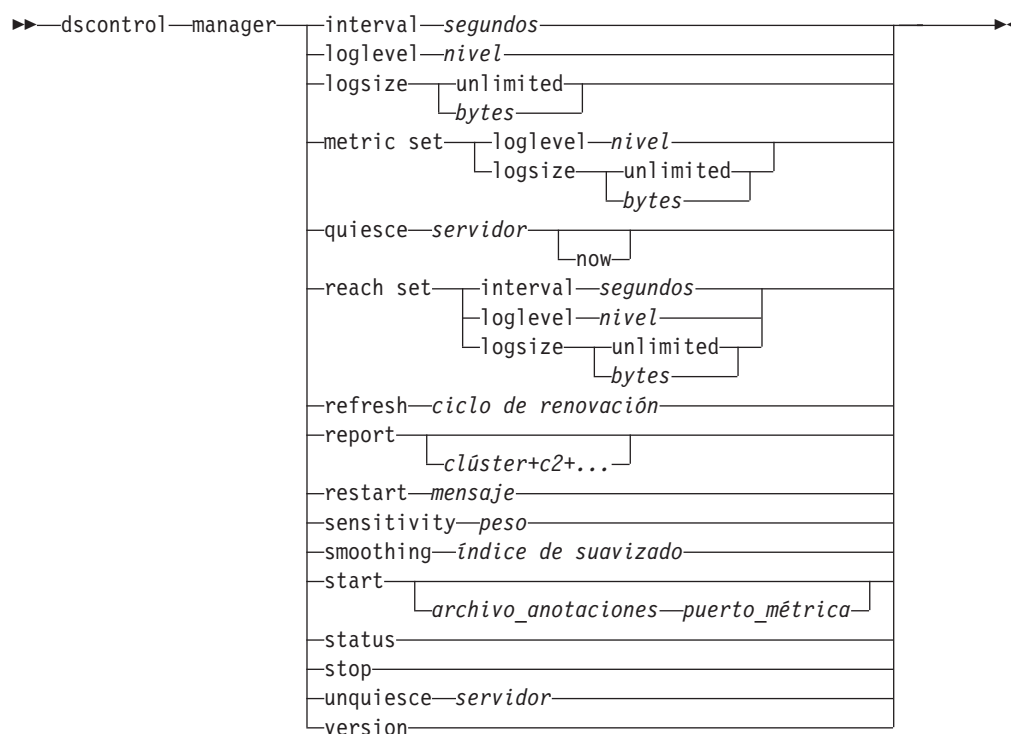 dscontrol manager interval segundos
loglevel nivel
logsize unlimited
bytes
metric set loglevel nivel
logsize unlimited
bytes
quiesce servidor
now
reach set interval segundos
loglevel nivel
logsize unlimited
bytes
refresh ciclo de renovación
report
clúster+c2+...
restart mensaje
sensitivity peso
smoothing índice de suavizado
start
archivo_anotaciones puerto_métrica
status
stop
unquiesce servidor
version